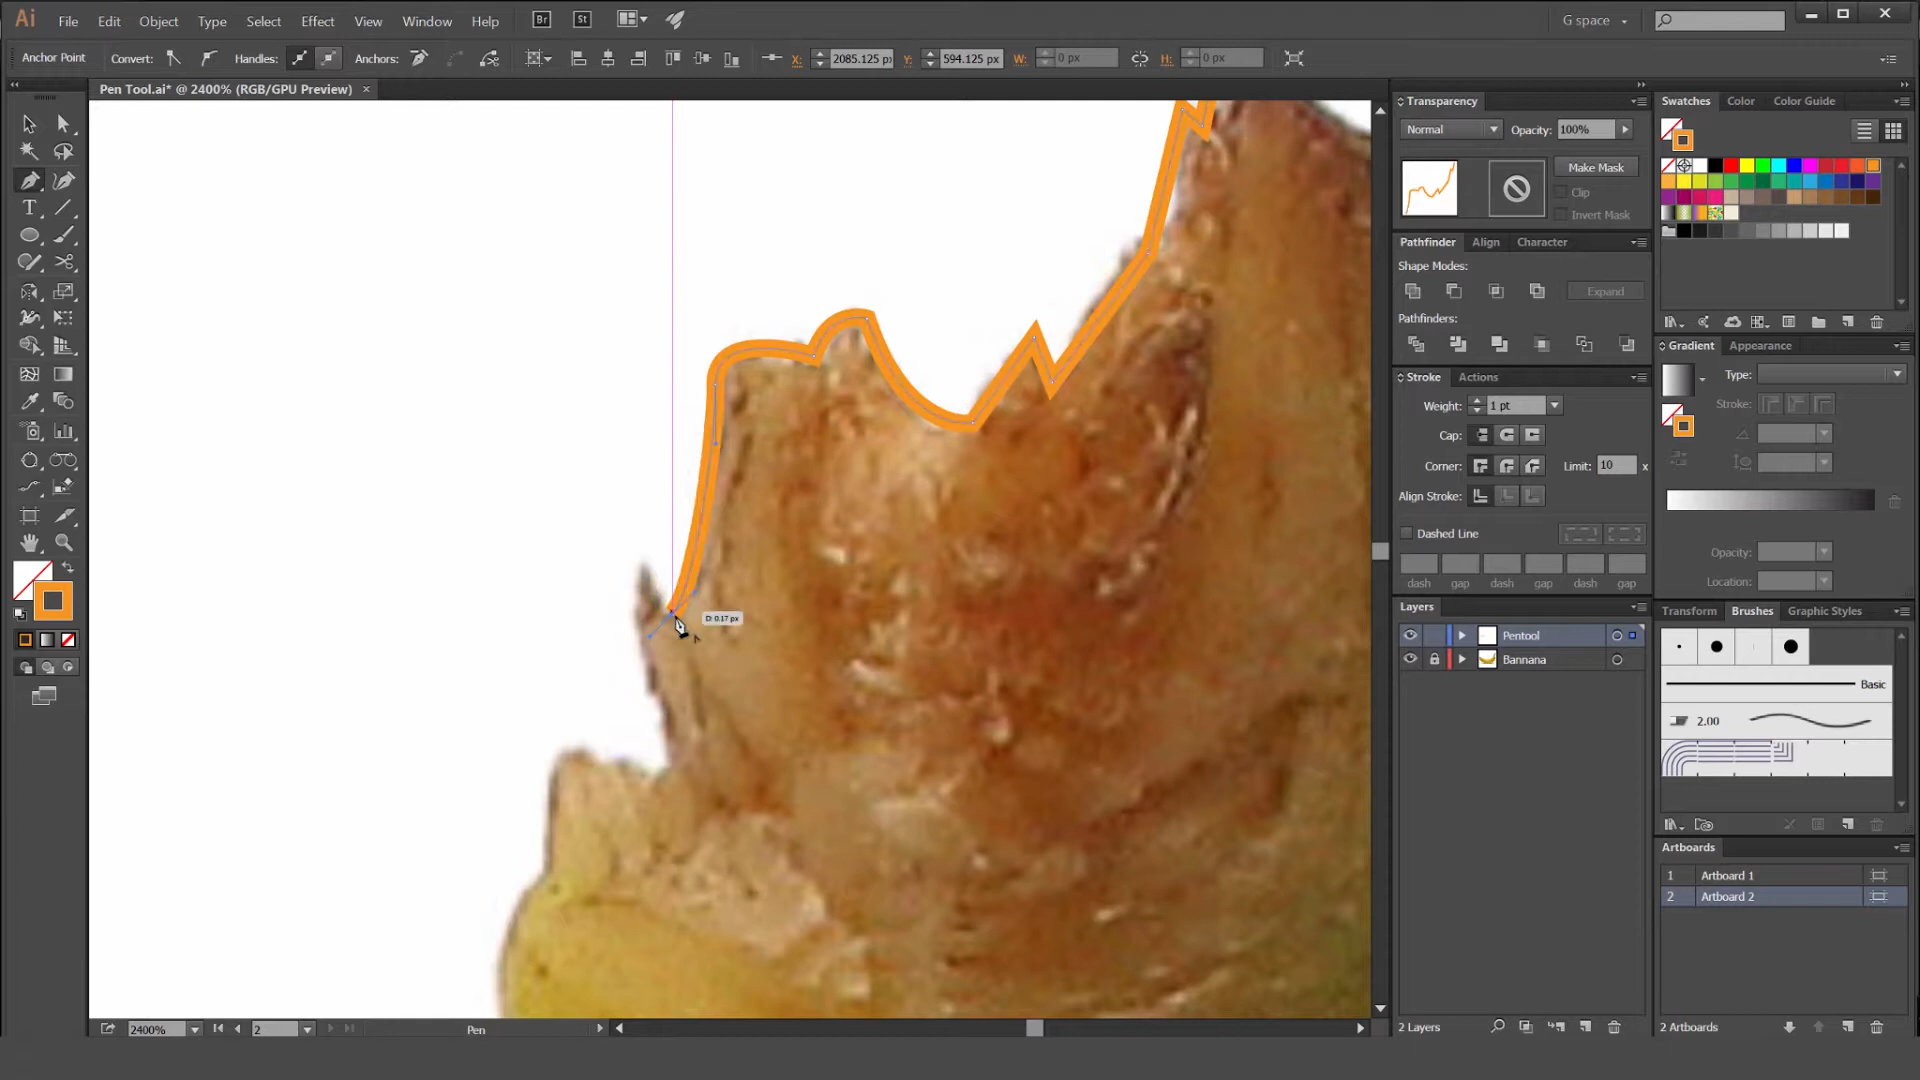 Ai File Edit Object Type Select Effect View Window Help Br St G space
Anchor Point Convert: Handles: Anchors: X: 2085.125 p Y: 594.125 px W: 0 px H: 0 px
Pen Tool.ai* @ 2400% (RGB/GPU Preview) ×
Transparency
Normal Opacity: 100%
Make Mask
Clip
Invert Mask
Pathfinder Align Character
Shape Modes:
Expand
Pathfinders:
Stroke Actions
Weight: 1 pt
Cap:
Corner: Limit: 10 x
Align Stroke:
Dashed Line
dash gap dash gap dash gap
Layers
Pentool
Bannana
2 Layers
Swatches Color Color Guide
Gradient Appearance
Type:
Stroke:
Opacity:
Location:
Transform Brushes Graphic Styles
Basic
2.00
Artboards
1 Artboard 1
2 Artboard 2
2 Artboards
D: 0.17 px
2400% 2 Pen